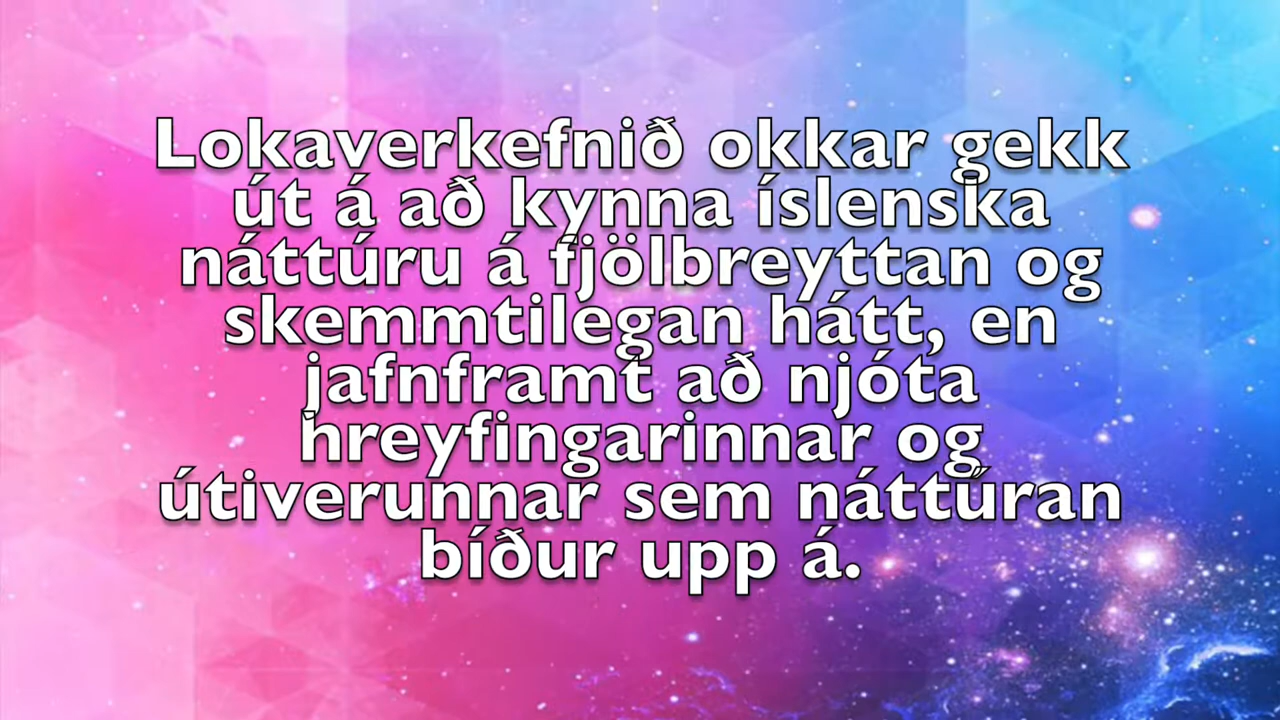 Lokaverkefnið okkar gekk
út á að kynna íslenska
náttúru á fjölbreyttan og
skemmtilegan hátt, en
jafnframt að njóta
hreyfingarinnar og
útiverunnar sem náttúran
bíður upp á.